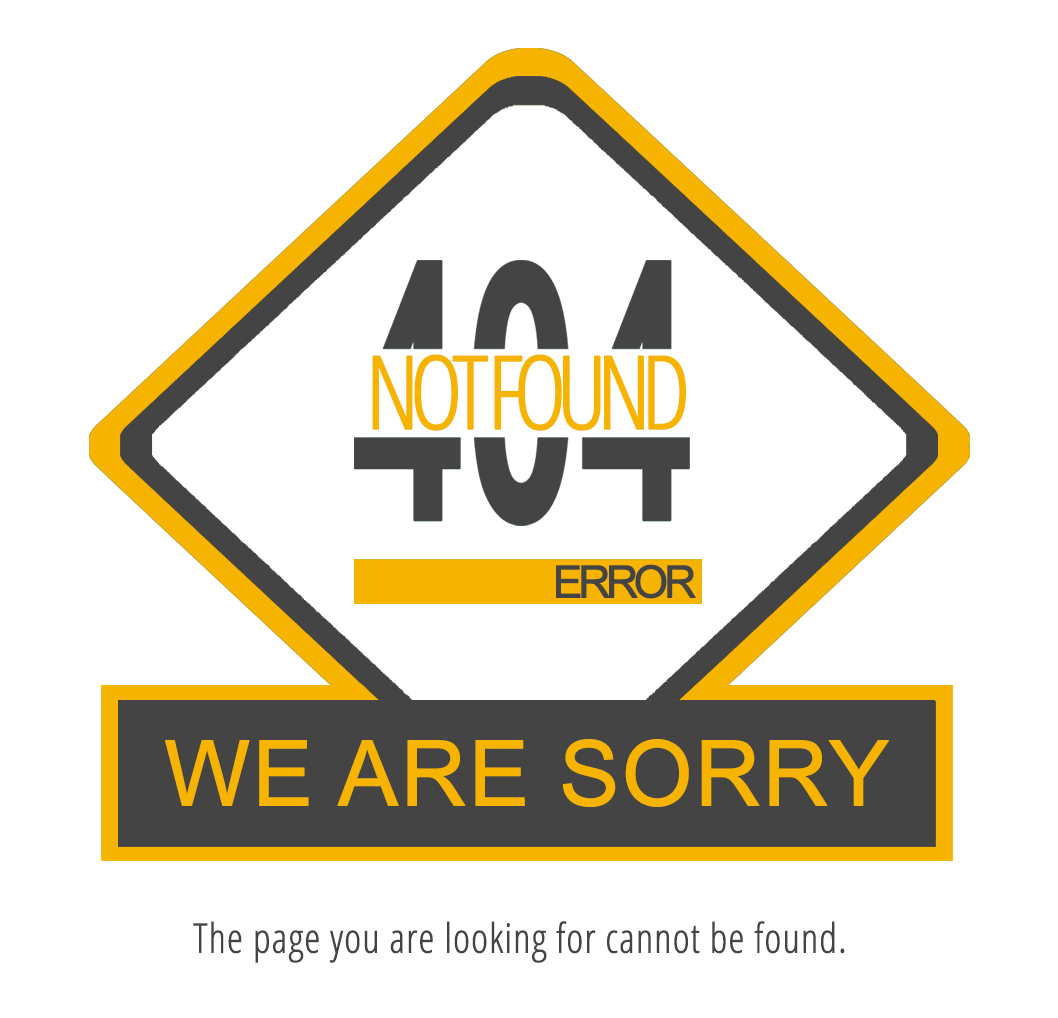 404
NOT FOUND
ERROR
WE ARE SORRY
The page you are looking for cannot be found.